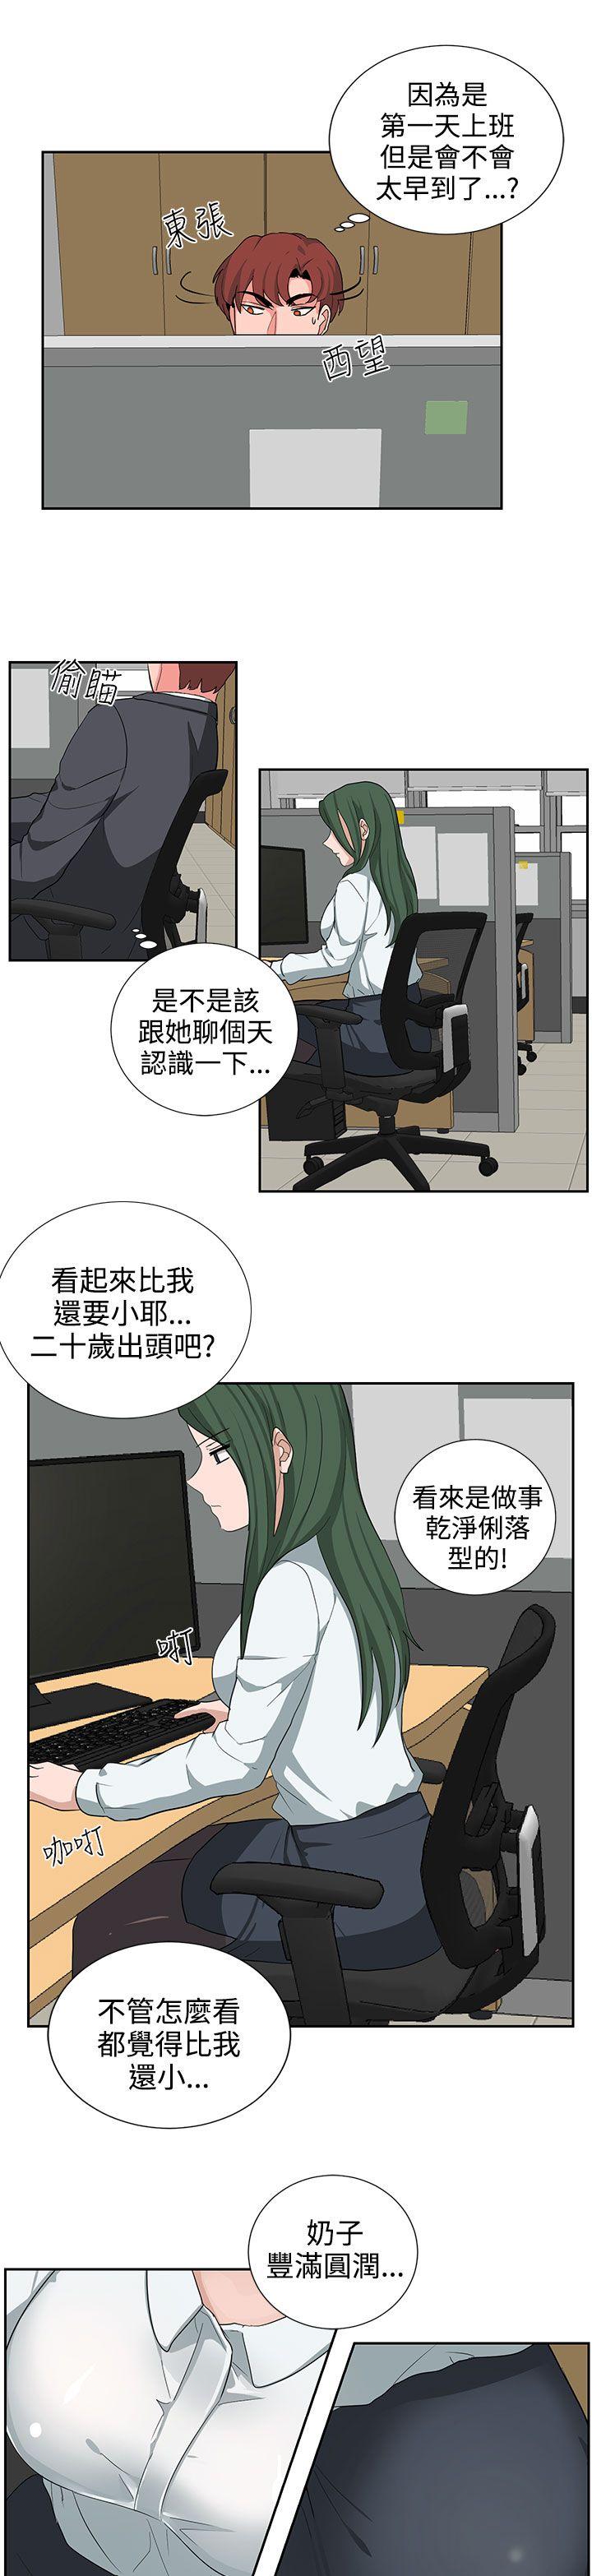 因為是
第一天上班
但是會不會
太早到了...?
東張
西望
偷瞄
是不是該
跟她聊個天
認識一下...
看起來比我
還要小耶...
二十歲出頭吧?
看來是做事
乾淨俐落
型的!
咑
咖咑
不管怎麼看
都覺得比我
還小...
奶子
豐滿圓潤...